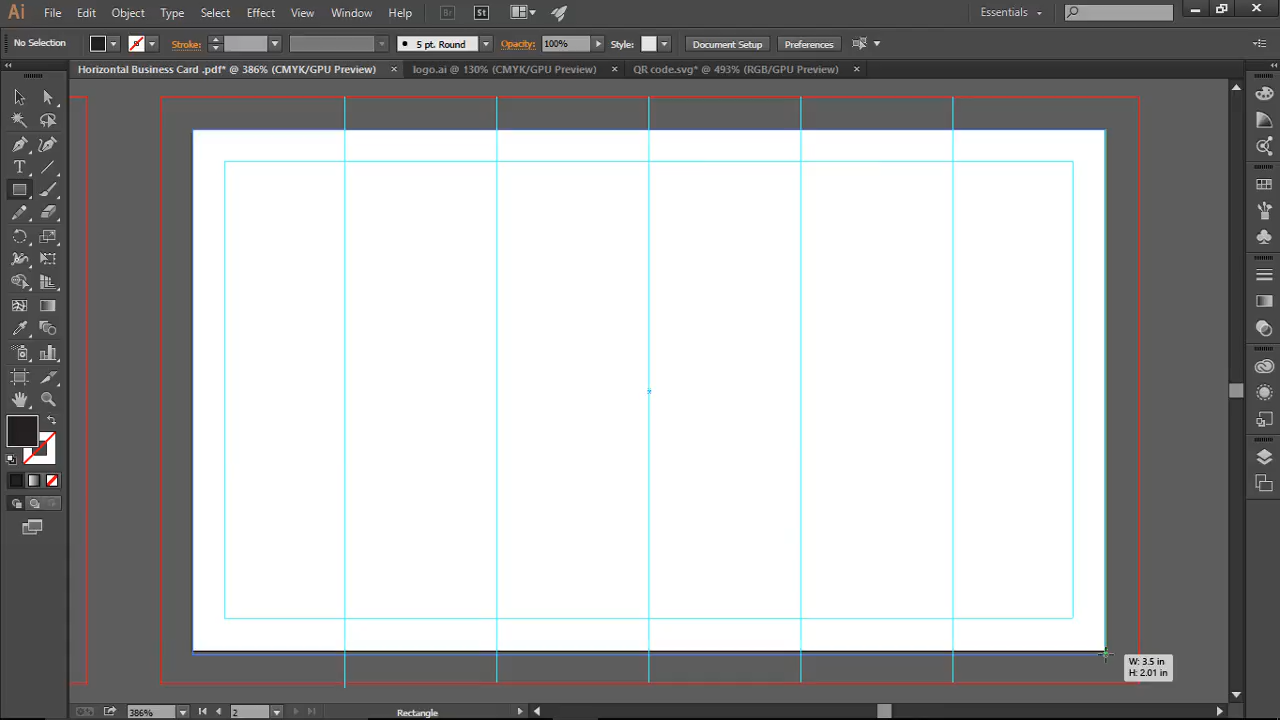 Ai File Edit Object Type Select Effect View Window Help Br St Essentials
No Selection Stroke: 5 pt. Round Opacity: 100% Style: Document Setup Preferences
Horizontal Business Card .pdf* @ 386% (CMYK/GPU Preview) × logo.ai @ 130% (CMYK/GPU Preview) × QR code.svg* @ 493% (RGB/GPU Preview) ×
W: 3.5 in
H: 2.01 in
386% 2 Rectangle